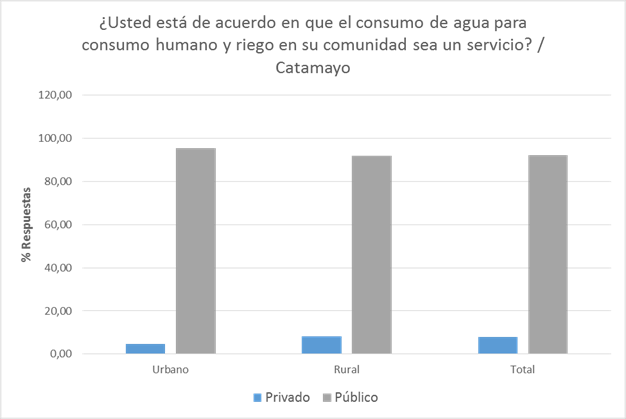 ¿Usted está de acuerdo en que el consumo de agua para
consumo humano y riego en su comunidad sea un servicio? /
Catamayo
120,00
100,00
80,00
60,00
40,00
20,00
0,00
% Respuestas
Urbano
Rural
Total
Privado
Público